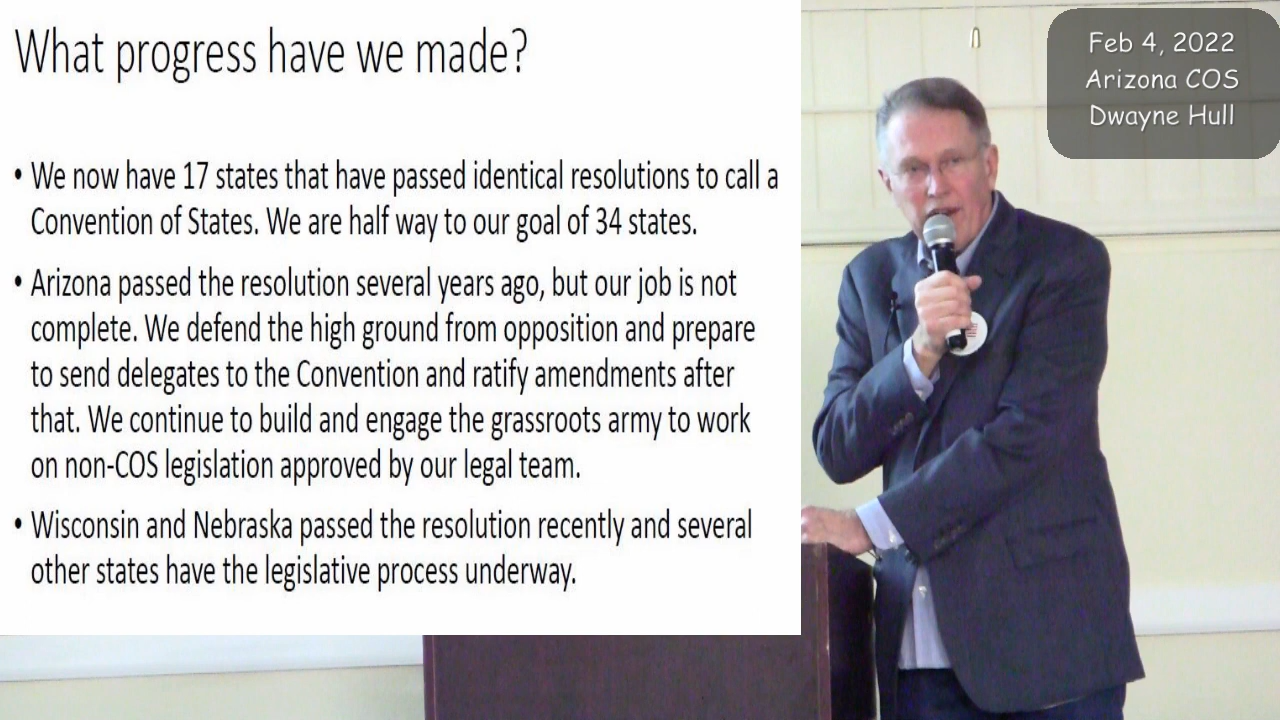 What progress have we made?
• We now have 17 states that have passed identical resolutions to call a
Convention of States. We are half way to our goal of 34 states.
• Arizona passed the resolution several years ago, but our job is not
complete. We defend the high ground from opposition and prepare
to send delegates to the Convention and ratify amendments after
that. We continue to build and engage the grassroots army to work
on non-COS legislation approved by our legal team.
• Wisconsin and Nebraska passed the resolution recently and several
other states have the legislative process underway.
Feb 4, 2022
Arizona COS
Dwayne Hull